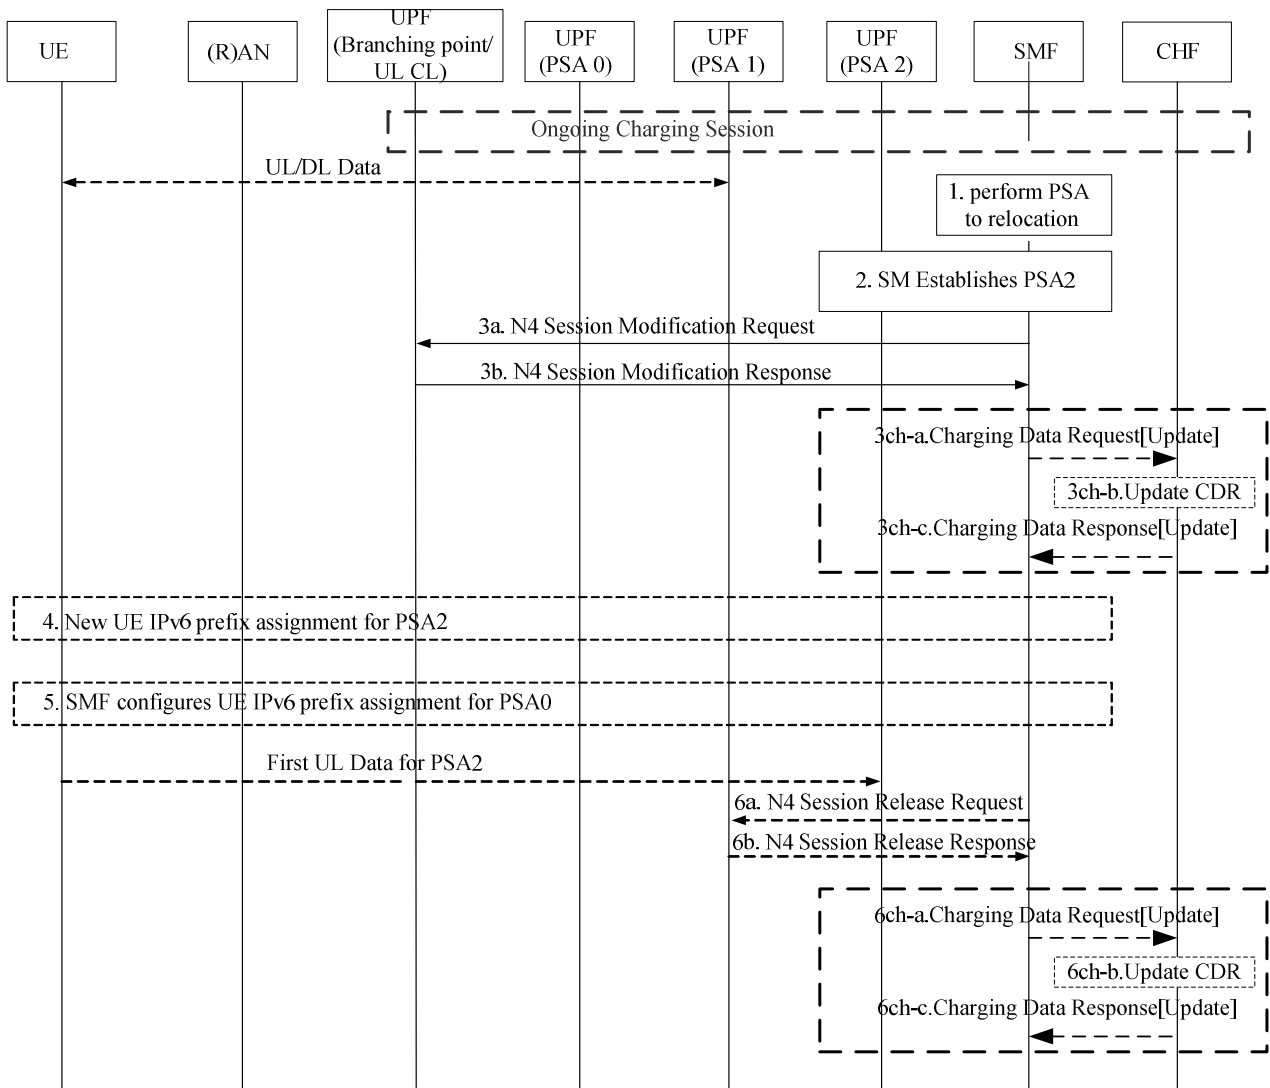 UE
(R)AN
UPF
(Branching point/
UL CL)
UPF
(PSA 0)
UPF
(PSA 1)
UPF
(PSA 2)
SMF
CHF
Ongoing Charging Session
UL/DL Data
1. perform PSA
to relocation
2. SM Establishes PSA2
3a. N4 Session Modification Request
3b. N4 Session Modification Response
3ch-a.Charging Data Request[Update]
3ch-b.Update CDR
3ch-c.Charging Data Response[Update]
4. New UE IPv6 prefix assignment for PSA2
5. SMF configures UE IPv6 prefix assignment for PSA0
First UL Data for PSA2
6a. N4 Session Release Request
6b. N4 Session Release Response
6ch-a.Charging Data Request[Update]
6ch-b.Update CDR
6ch-c.Charging Data Response[Update]